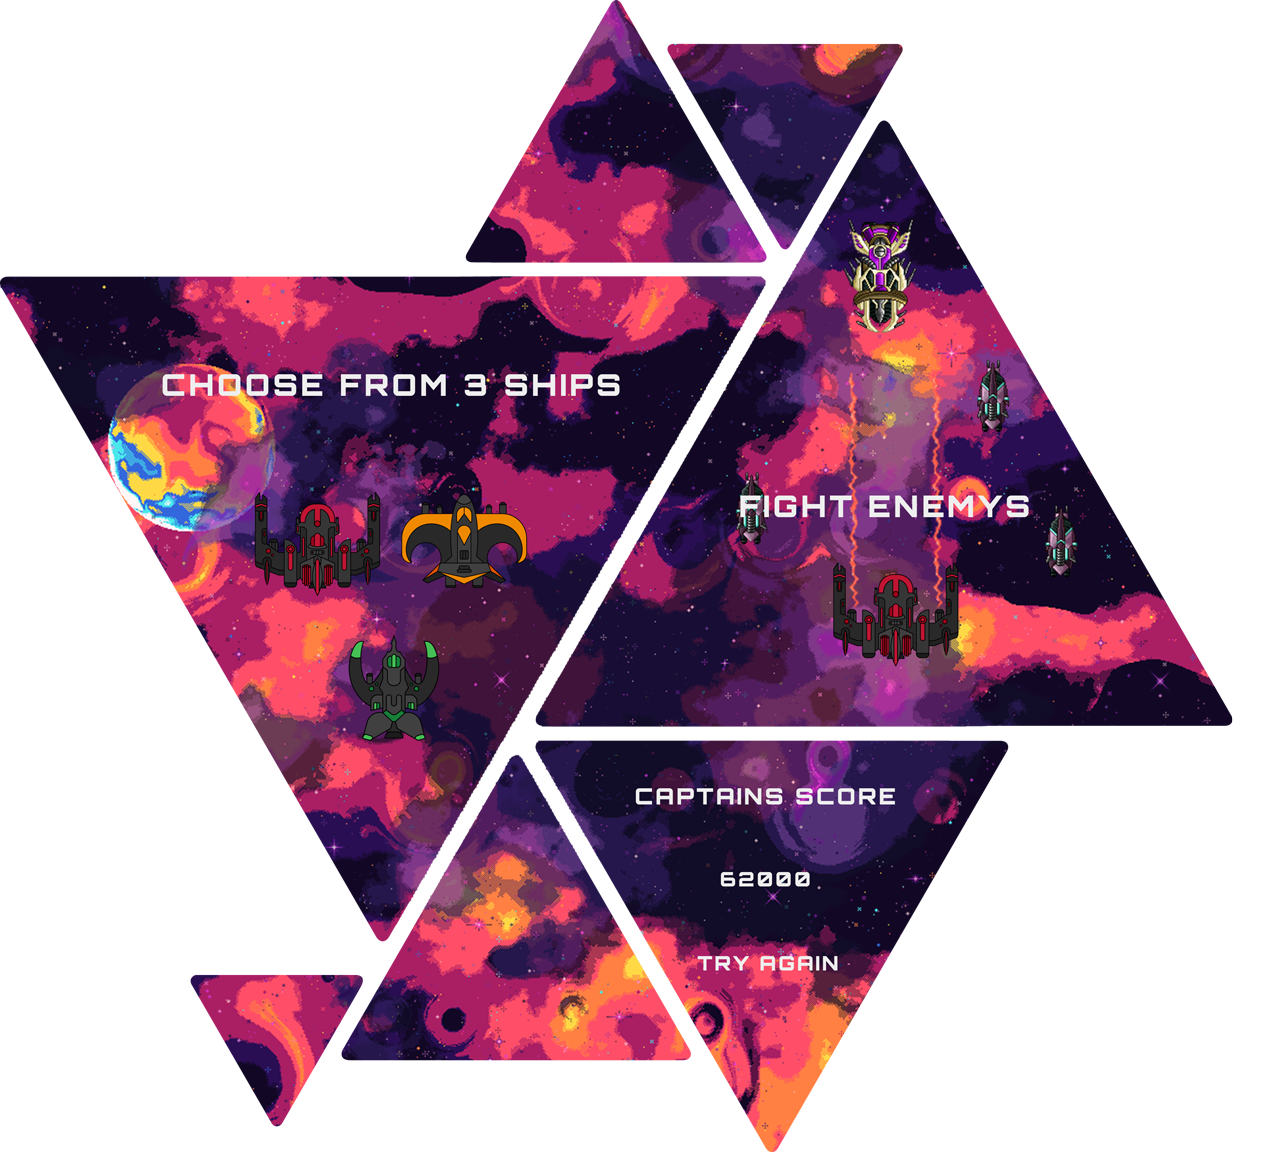 CHOOSE FROM 3 SHIPS
FIGHT ENEMYS
CAPTAINS SCORE
62000
TRY AGAIN